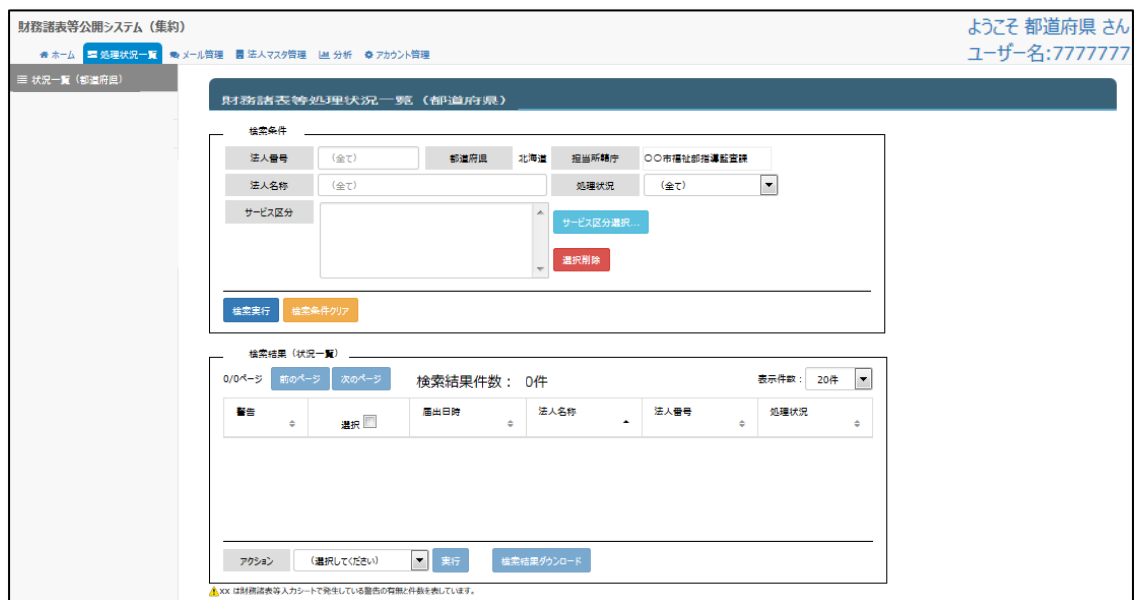 財務諸表等公開システム（集約）
ようこそ 都道府県 さん
ユーザー名:7777777
ホーム 処理状況一覧 メール管理 法人マスタ管理 分析 アカウント管理
状況一覧（都道府県）
財務諸表等処理状況一覧（都道府県）
検索条件
法人番号 （全て） 都道府県 北海道 担当所轄庁 〇〇市福祉部指導監査課
法人名称 （全て） 処理状況 （全て）
サービス区分 サービス区分選択...
選択削除
検索実行 検索条件クリア
検索結果（状況一覧）
0/0ページ 前のページ 次のページ 検索結果件数： 0件 表示件数： 20件
警告 選択 届出日時 法人名称 法人番号 処理状況
アクション （選択してください） 実行 検索結果ダウンロード
xx は財務諸表等入力シートで発生している警告の有無と件数を表しています。